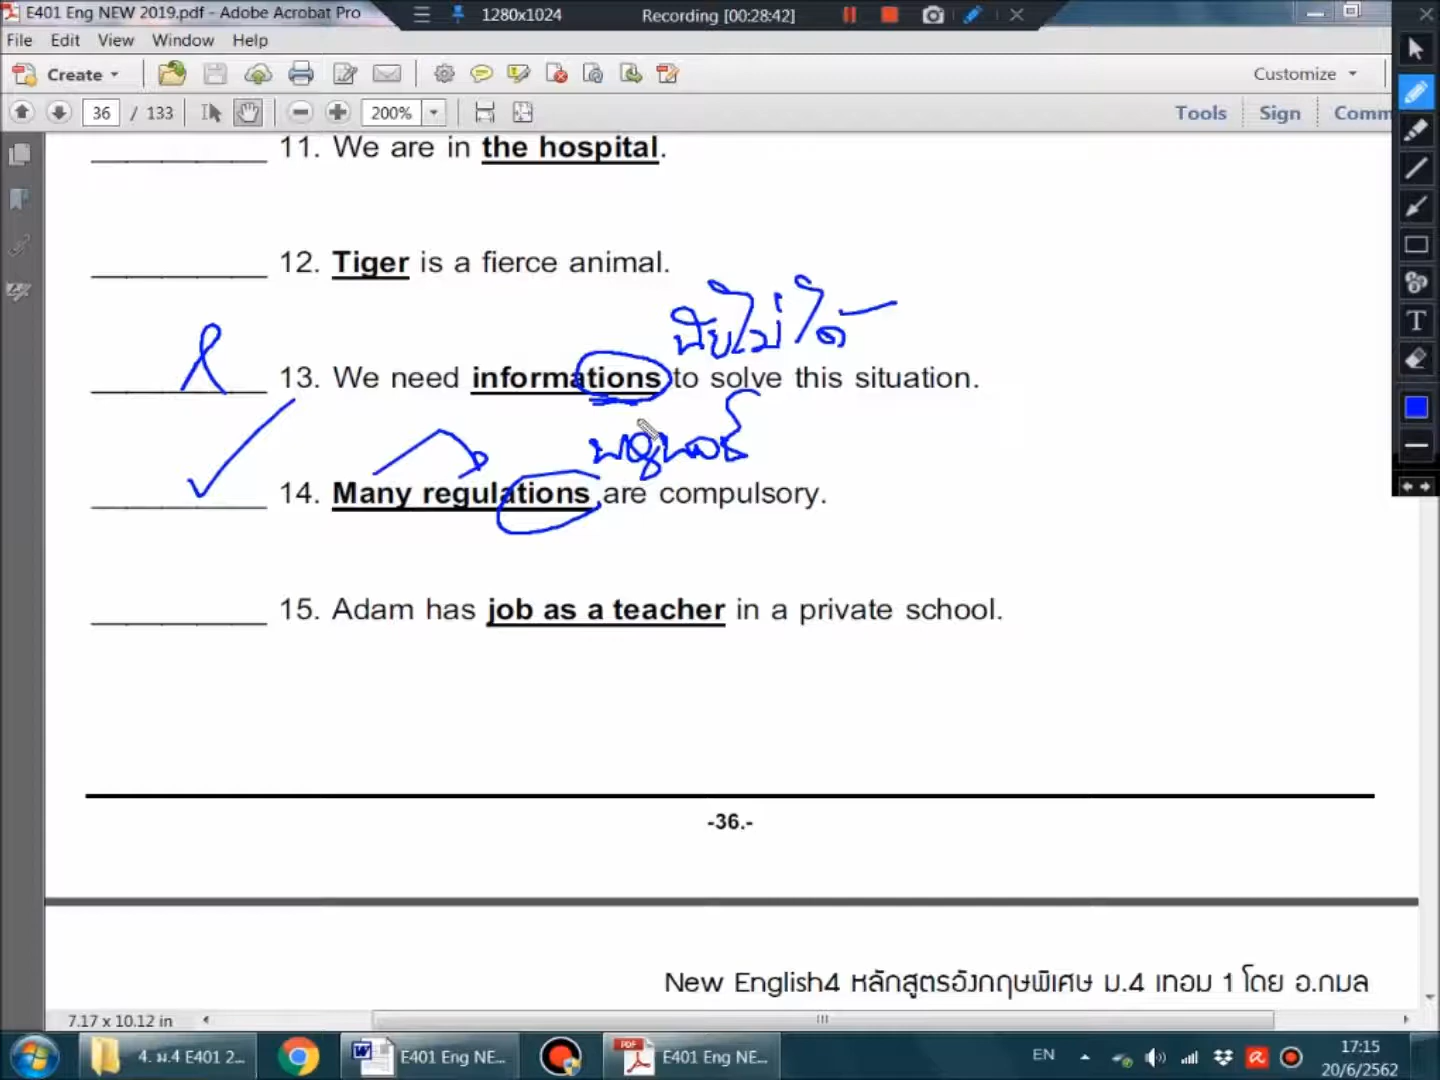 E401 Eng NEW 2019.pdf - Adobe Acrobat Pro
1280x1024
Recording [00:28:42]
File Edit View Window Help
Create
Customize
36 / 133
200%
Tools Sign Comm
11. We are in the hospital.
12. Tiger is a fierce animal.
นับไม่ได้
13. We need informations to solve this situation.
พหูพจน์
14. Many regulations are compulsory.
15. Adam has job as a teacher in a private school.
-36.-
New English4 หลักสูตรอังกฤษพิเศษ ม.4 เทอม 1 โดย อ.กมล
7.17 x 10.12 in
4. ม.4 E401 2...
E401 Eng NE...
E401 Eng NE...
EN
17:15
20/6/2562